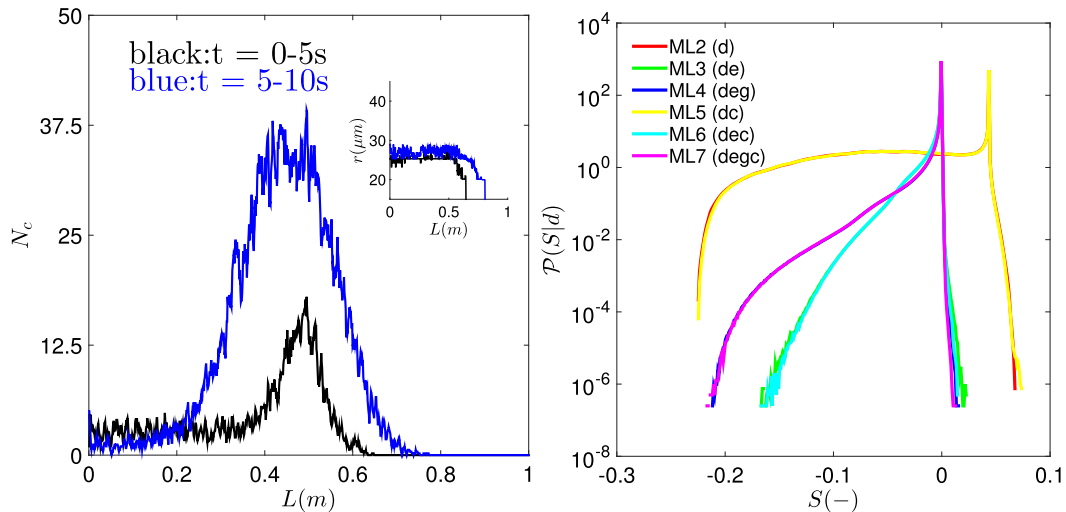 50
37.5
25
12.5
0
N_c
black:t = 0-5s
blue:t = 5-10s
40
30
20
r(μm)
0
0.5
1
L(m)
0
0.2
0.4
0.6
0.8
1
L(m)
10^4
10^2
10^0
10^-2
10^-4
10^-6
10^-8
P(S|d)
ML2 (d)
ML3 (de)
ML4 (deg)
ML5 (dc)
ML6 (dec)
ML7 (degc)
-0.3
-0.2
-0.1
0
0.1
S(−)